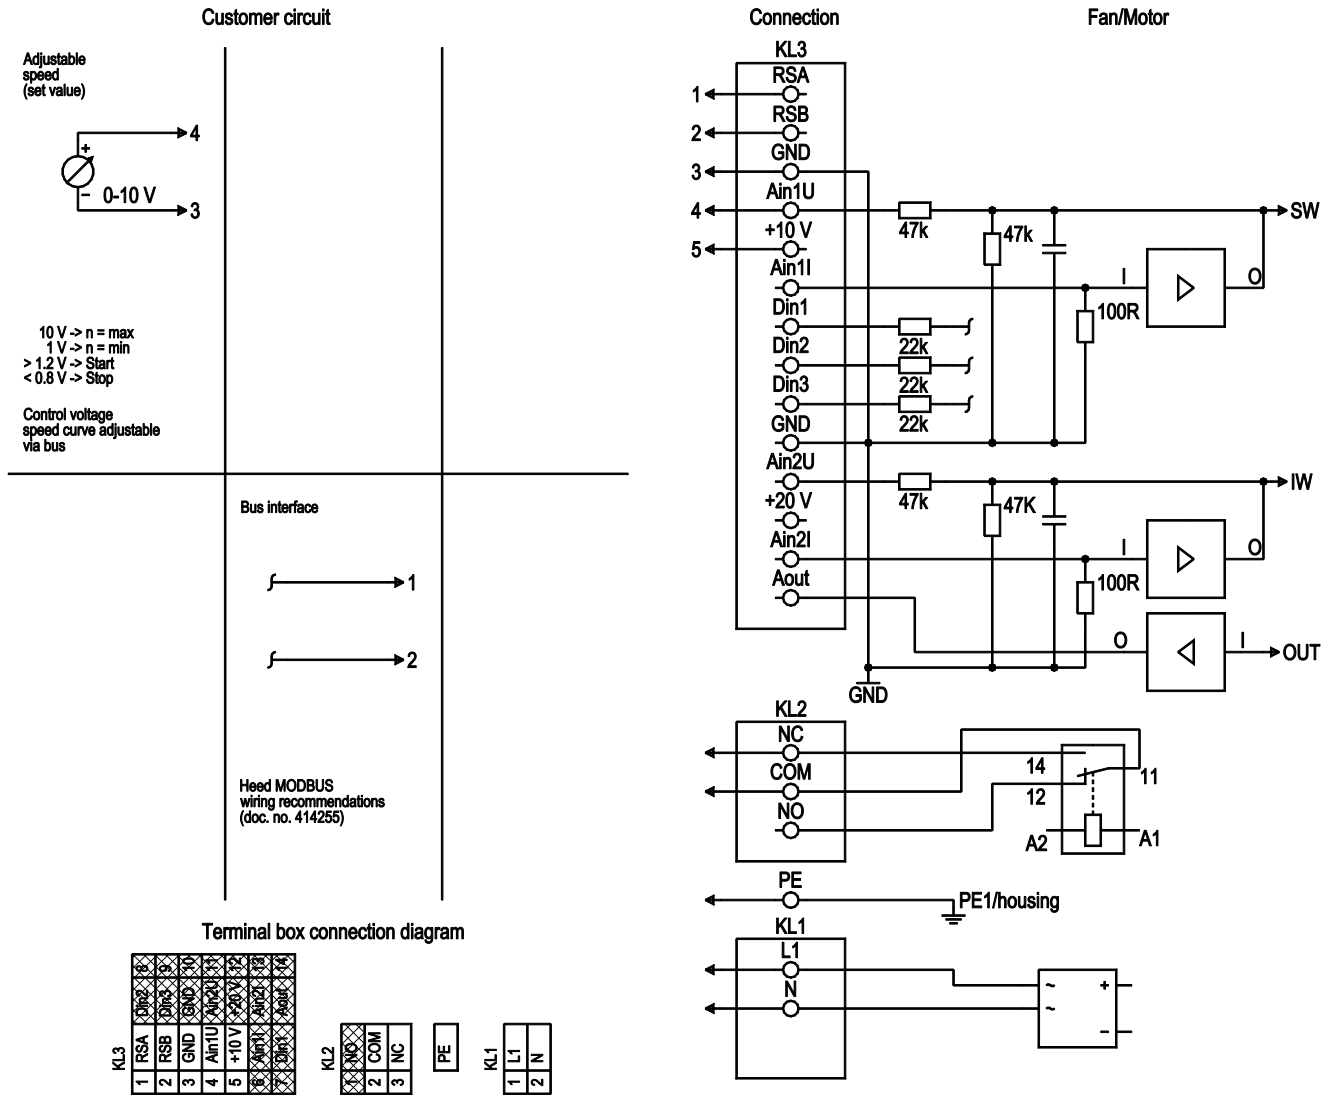 Customer circuit
Connection
Fan/Motor
Adjustable
speed
(set value)
4
+
–
0-10 V
3
10 V -> n = max
1 V -> n = min
> 1.2 V -> Start
< 0.8 V -> Stop
Control voltage
speed curve adjustable
via bus
Bus interface
1
2
Heed MODBUS
wiring recommendations
(doc. no. 414255)
KL3
RSA
1
RSB
2
GND
3
Ain1U
4
47k
47k
SW
+10 V
5
Ain1I
I
O
100R
Din1
22k
Din2
22k
Din3
22k
GND
Ain2U
47k
47K
IW
+20 V
Ain2I
I
O
100R
Aout
O
I
OUT
GND
KL2
NC
14
COM
11
12
NO
A2
A1
PE
PE1/housing
KL1
L1
~
+
N
~
–
Terminal box connection diagram
KL3
8 9 10 11 12 13 14
Din2 Din3 GND Ain2U +20 V Ain2I Aout
RSA RSB GND Ain1U +10 V Ain1I Din1
1 2 3 4 5 6 7
KL2
NO COM NC
1 2 3
PE
KL1
L1 N
1 2